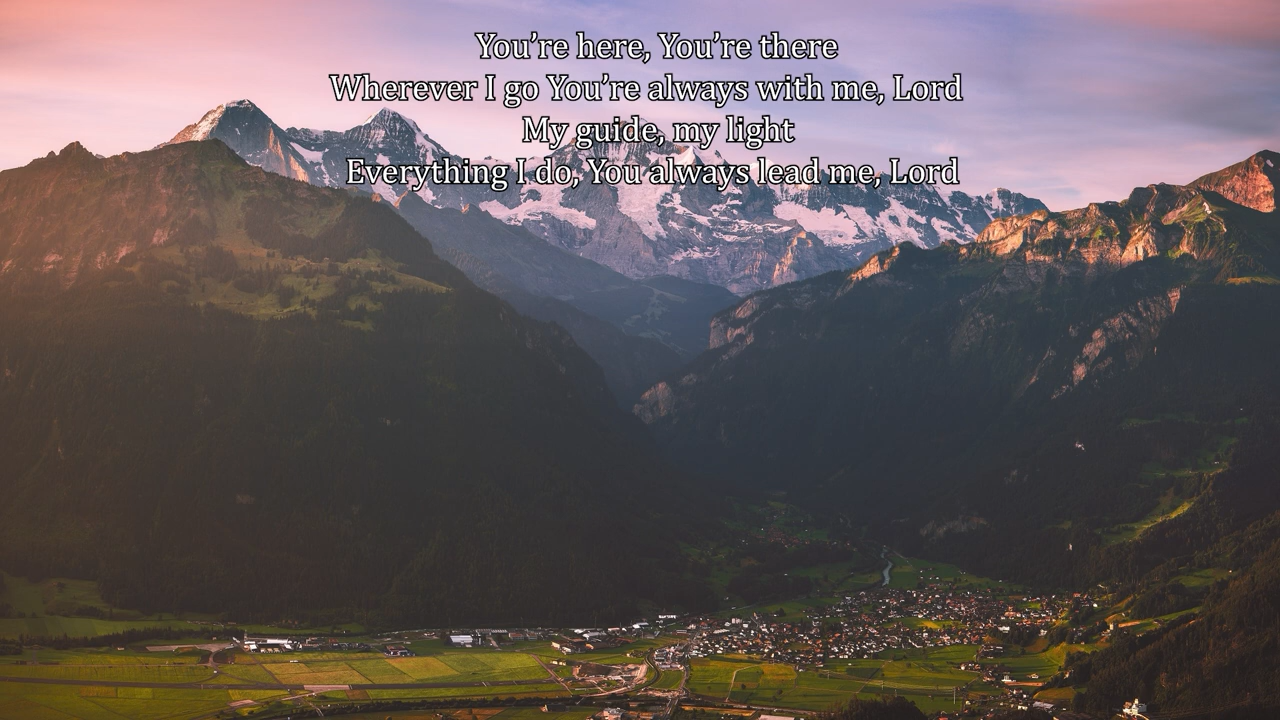 You’re here, You’re there
Wherever I go You’re always with me, Lord
My guide, my light
Everything I do, You always lead me, Lord